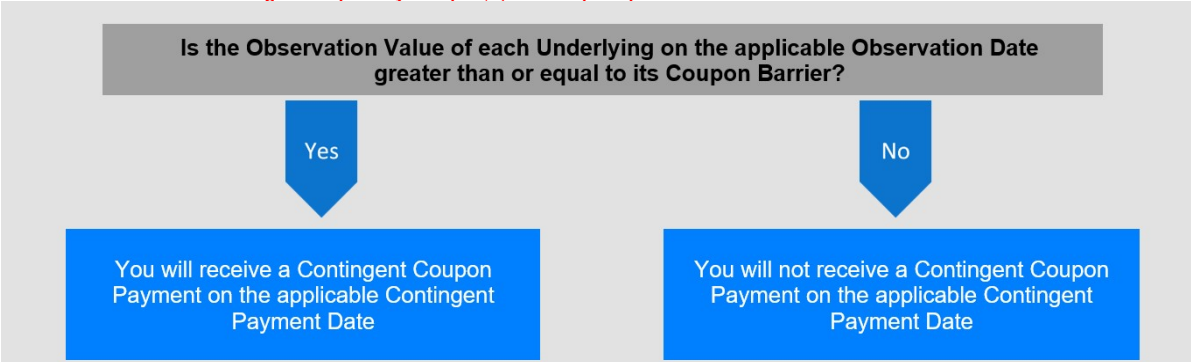 Is the Observation Value of each Underlying on the applicable Observation Date
greater than or equal to its Coupon Barrier?
Yes
No
You will receive a Contingent Coupon
Payment on the applicable Contingent
Payment Date
You will not receive a Contingent Coupon
Payment on the applicable Contingent
Payment Date